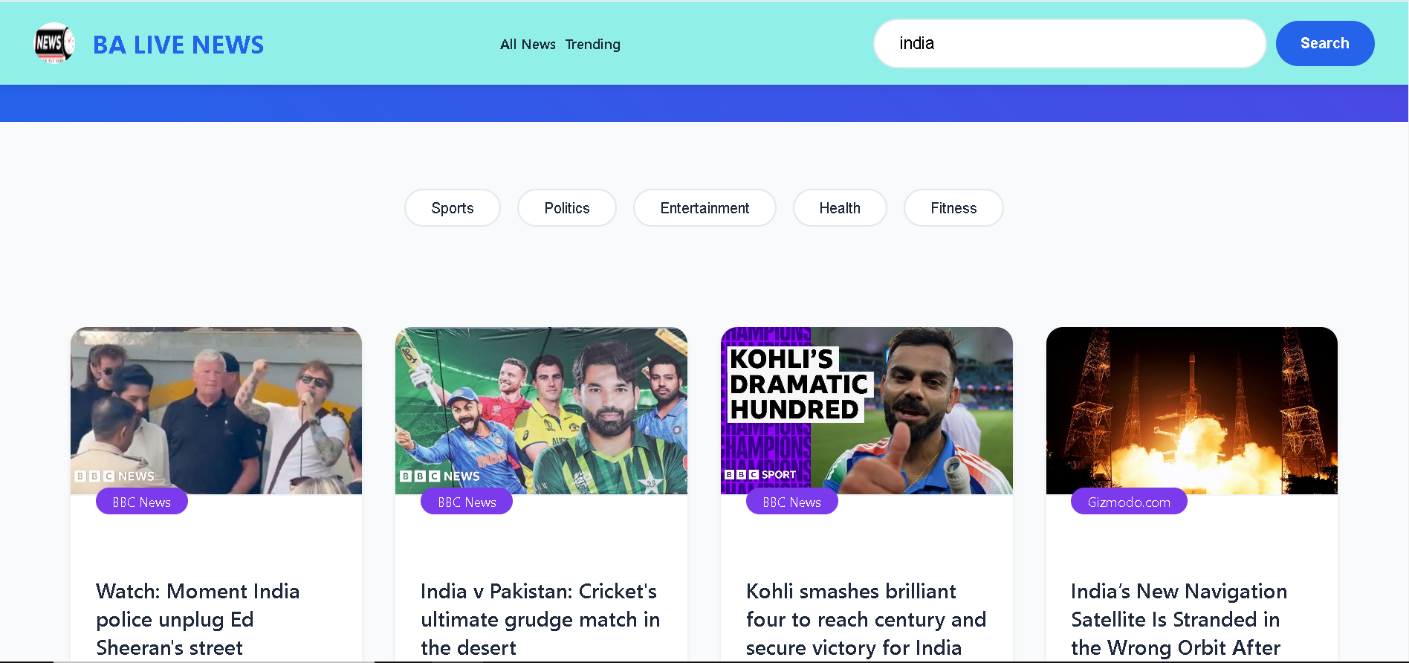 NEWS
BA LIVE NEWS
All News Trending
india
Search
Sports
Politics
Entertainment
Health
Fitness
BBC NEWS
BBC News
Watch: Moment India
police unplug Ed
Sheeran's street
INDIA
BBC NEWS
BBC News
India v Pakistan: Cricket's
ultimate grudge match in
the desert
KOHLI'S
DRAMATIC
HUNDRED
BBC SPORT
BBC News
Kohli smashes brilliant
four to reach century and
secure victory for India
Gizmodo.com
India’s New Navigation
Satellite Is Stranded in
the Wrong Orbit After